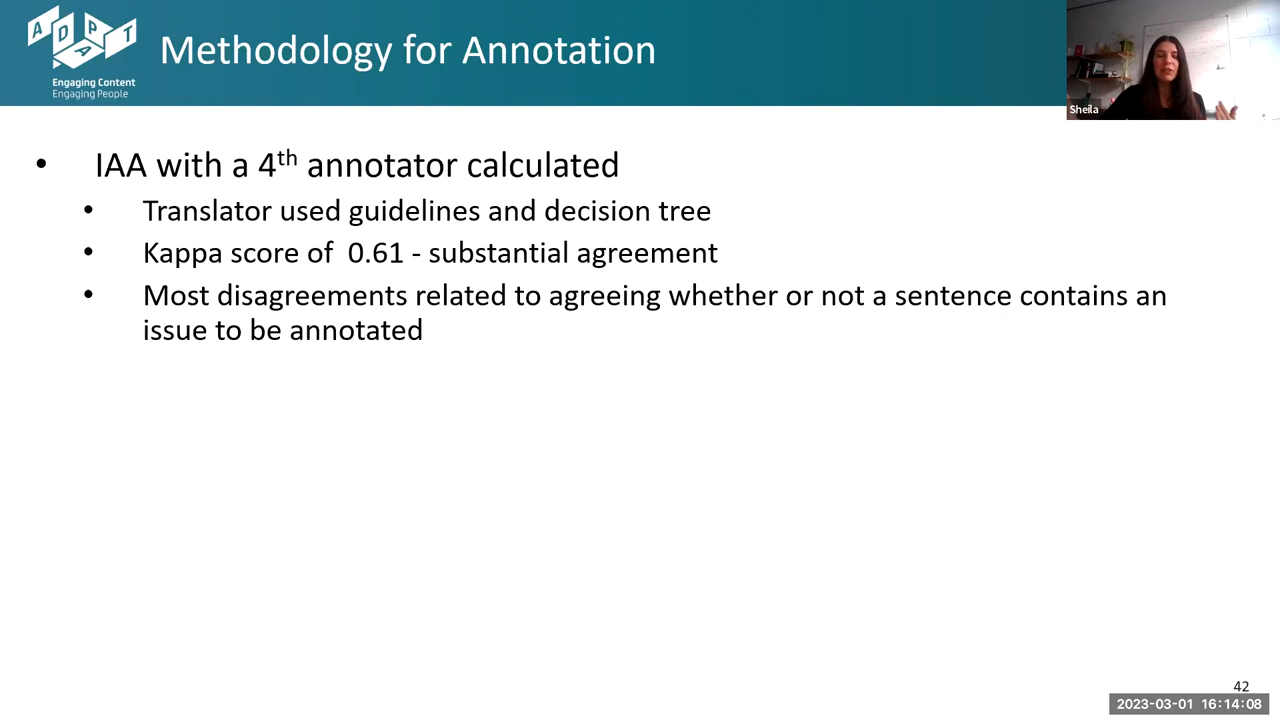 ADAPT
Engaging Content
Engaging People
Methodology for Annotation
Sheila
• IAA with a 4th annotator calculated
• Translator used guidelines and decision tree
• Kappa score of  0.61 - substantial agreement
• Most disagreements related to agreeing whether or not a sentence contains an
issue to be annotated
42
2023-03-01 16:14:08